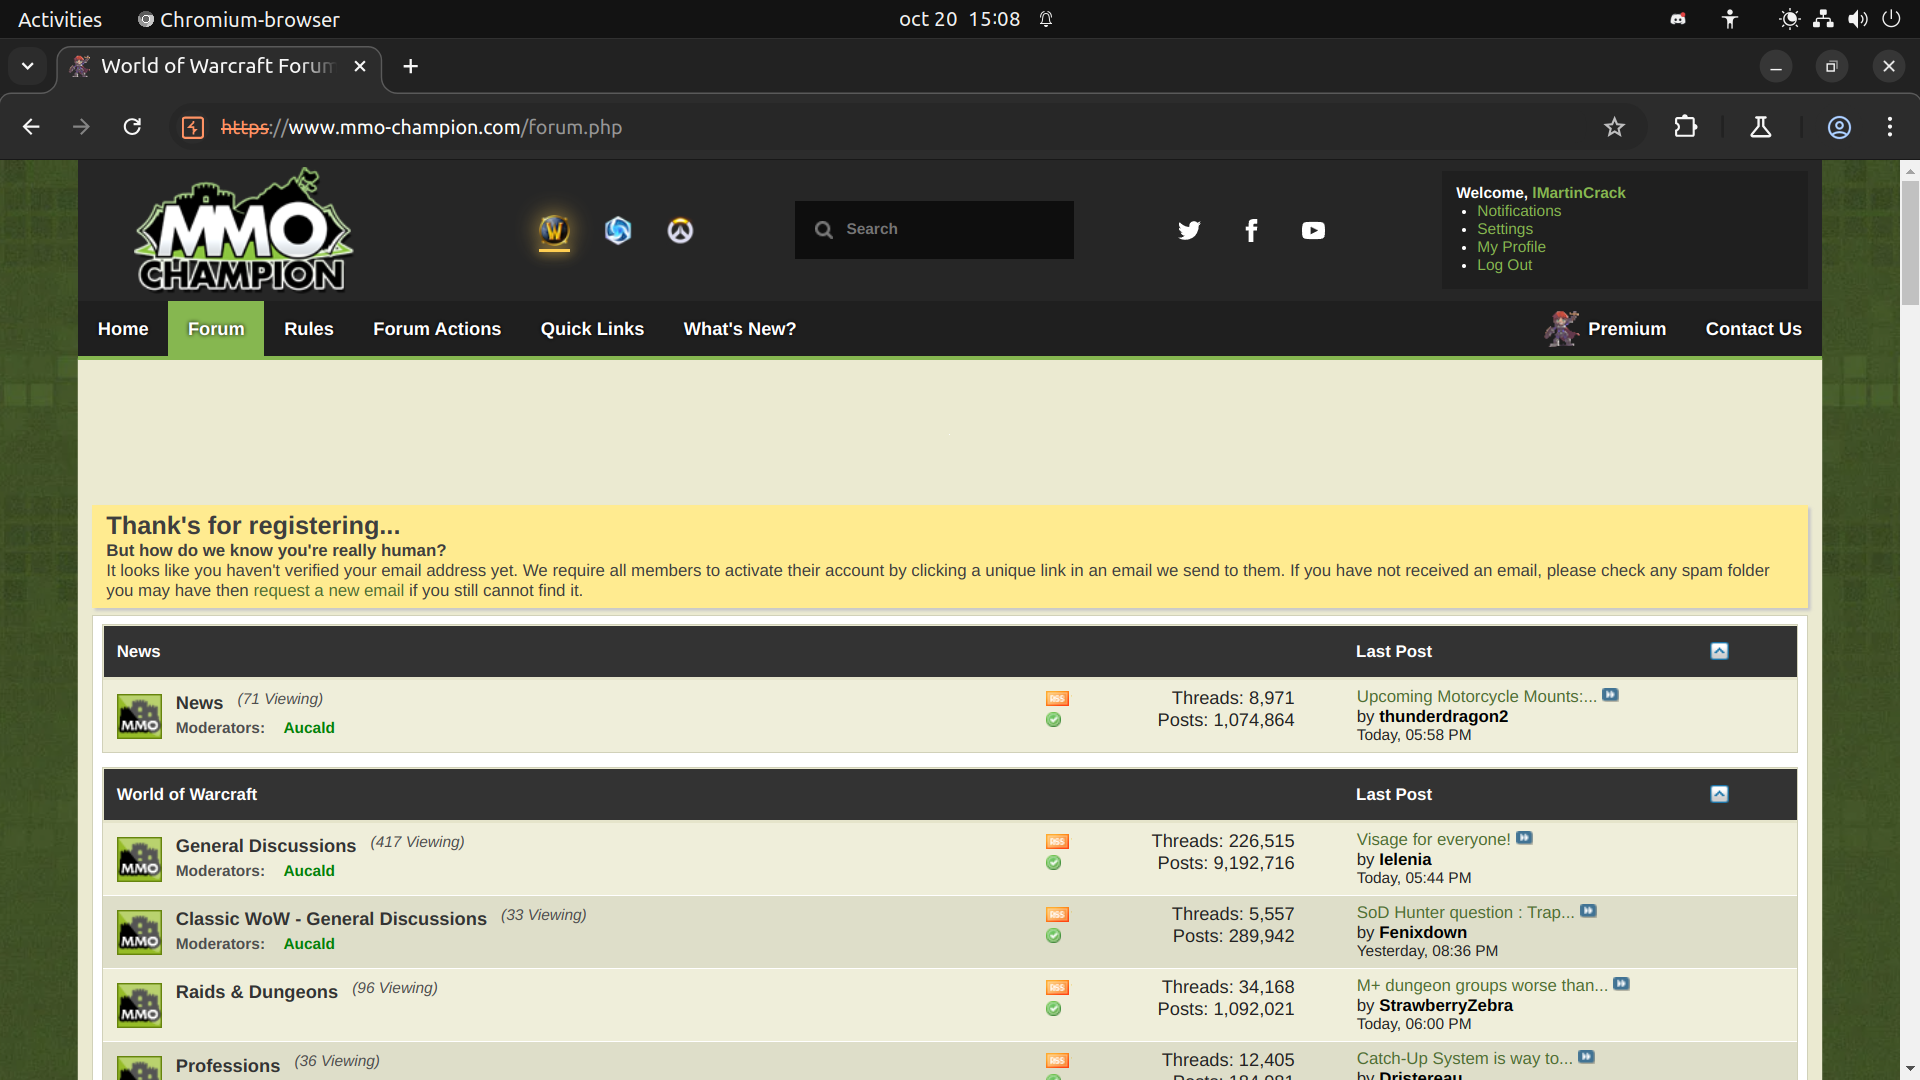 Activities
Chromium-browser
oct 20 15:08
World of Warcraft Forum
https://www.mmo-champion.com/forum.php
MMO
CHAMPION
Search
Welcome, IMartinCrack
Notifications
Settings
My Profile
Log Out
Home
Forum
Rules
Forum Actions
Quick Links
What's New?
Premium
Contact Us
Thank's for registering...
But how do we know you're really human?
It looks like you haven't verified your email address yet. We require all members to activate their account by clicking a unique link in an email we send to them. If you have not received an email, please check any spam folder
you may have then request a new email if you still cannot find it.
News
Last Post
MMO
News (71 Viewing)
Moderators: Aucald
RSS
Threads: 8,971
Posts: 1,074,864
Upcoming Motorcycle Mounts:...
by thunderdragon2
Today, 05:58 PM
World of Warcraft
Last Post
MMO
General Discussions (417 Viewing)
Moderators: Aucald
RSS
Threads: 226,515
Posts: 9,192,716
Visage for everyone!
by Ielenia
Today, 05:44 PM
MMO
Classic WoW - General Discussions (33 Viewing)
Moderators: Aucald
RSS
Threads: 5,557
Posts: 289,942
SoD Hunter question : Trap...
by Fenixdown
Yesterday, 08:36 PM
MMO
Raids & Dungeons (96 Viewing)
RSS
Threads: 34,168
Posts: 1,092,021
M+ dungeon groups worse than...
by StrawberryZebra
Today, 06:00 PM
Professions (36 Viewing)
RSS
Threads: 12,405
Posts: 184,981
Catch-Up System is way to...
by Dristereau